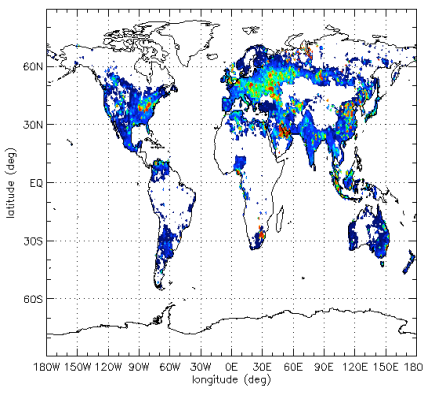 60N
30N
EQ
30S
60S
latitude (deg)
180W 150W 120W 90W 60W 30W 0E 30E 60E 90E 120E 150E 180
longitude (deg)